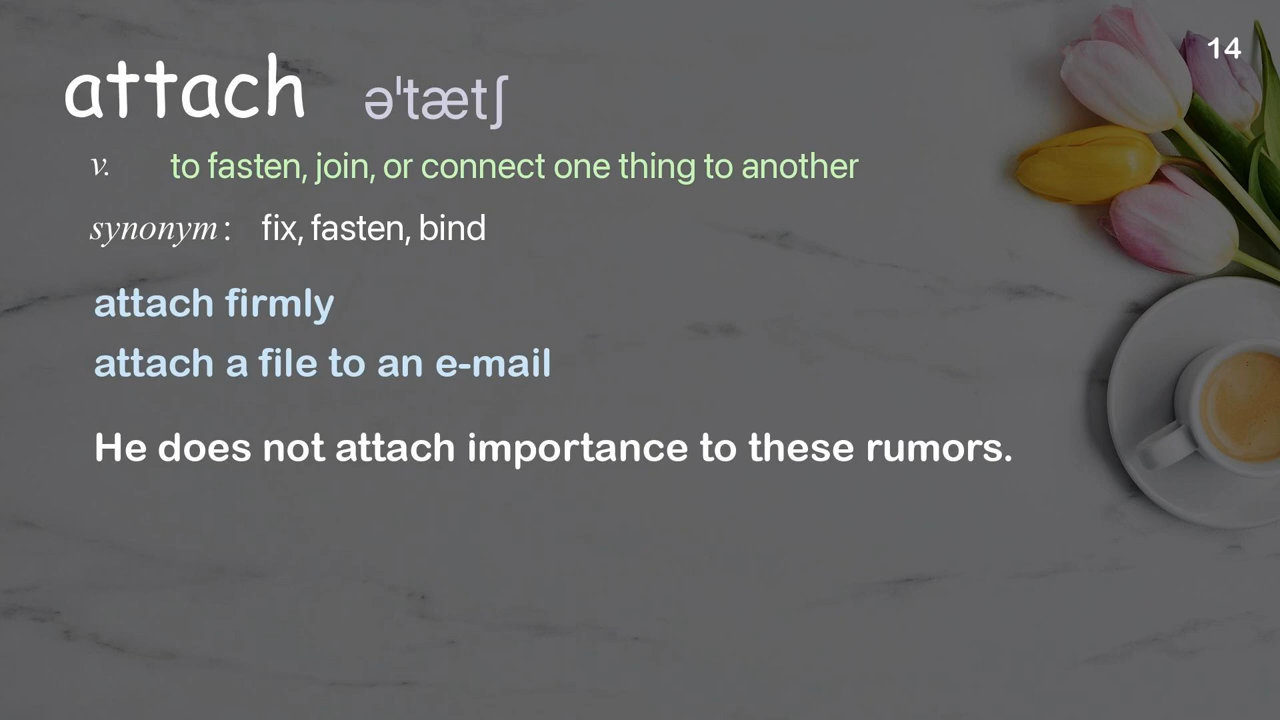 14
attach əˈtætʃ
v. to fasten, join, or connect one thing to another
synonym : fix, fasten, bind
attach firmly
attach a file to an e-mail
He does not attach importance to these rumors.